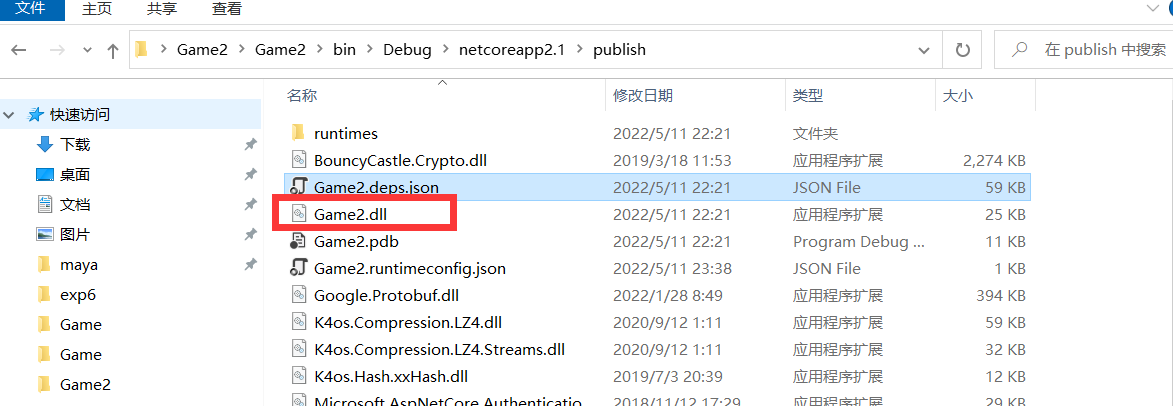 文件 主页 共享 查看
Game2 Game2 bin Debug netcoreapp2.1 publish 在 publish 中搜索
名称 修改日期 类型 大小
快速访问
下载
桌面
文档
图片
maya
exp6
Game
Game
Game2
runtimes 2022/5/11 22:21 文件夹
BouncyCastle.Crypto.dll 2019/3/18 11:53 应用程序扩展 2,274 KB
Game2.deps.json 2022/5/11 22:21 JSON File 59 KB
Game2.dll 2022/5/11 22:21 应用程序扩展 25 KB
Game2.pdb 2022/5/11 22:21 Program Debug ... 11 KB
Game2.runtimeconfig.json 2022/5/11 23:38 JSON File 1 KB
Google.Protobuf.dll 2022/1/28 8:49 应用程序扩展 394 KB
K4os.Compression.LZ4.dll 2020/9/12 1:11 应用程序扩展 59 KB
K4os.Compression.LZ4.Streams.dll 2020/9/12 1:11 应用程序扩展 32 KB
K4os.Hash.xxHash.dll 2019/7/3 20:39 应用程序扩展 12 KB
Microsoft.AspNetCore.Authenticatio 2018/11/12 17:29 应用程序扩展 29 KB